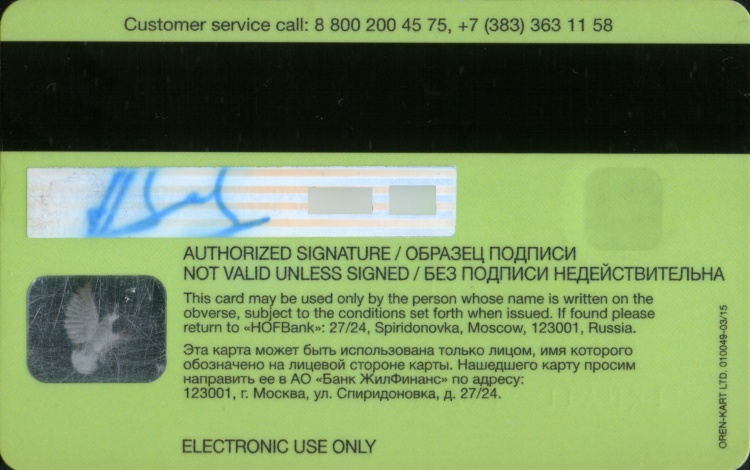 Customer service call: 8 800 200 45 75, +7 (383) 363 11 58
AUTHORIZED SIGNATURE / ОБРАЗЕЦ ПОДПИСИ
NOT VALID UNLESS SIGNED / БЕЗ ПОДПИСИ НЕДЕЙСТВИТЕЛЬНА
This card may be used only by the person whose name is written on the
obverse, subject to the conditions set forth when issued. If found please
return to «HOFBank»: 27/24, Spiridonovka, Moscow, 123001, Russia.
Эта карта может быть использована только лицом, имя которого
обозначено на лицевой стороне карты. Нашедшего карту просим
направить ее в АО «Банк ЖилФинанс» по адресу:
123001, г. Москва, ул. Спиридоновка, д. 27/24.
ELECTRONIC USE ONLY
OREN-KART LTD. 010049-03/15